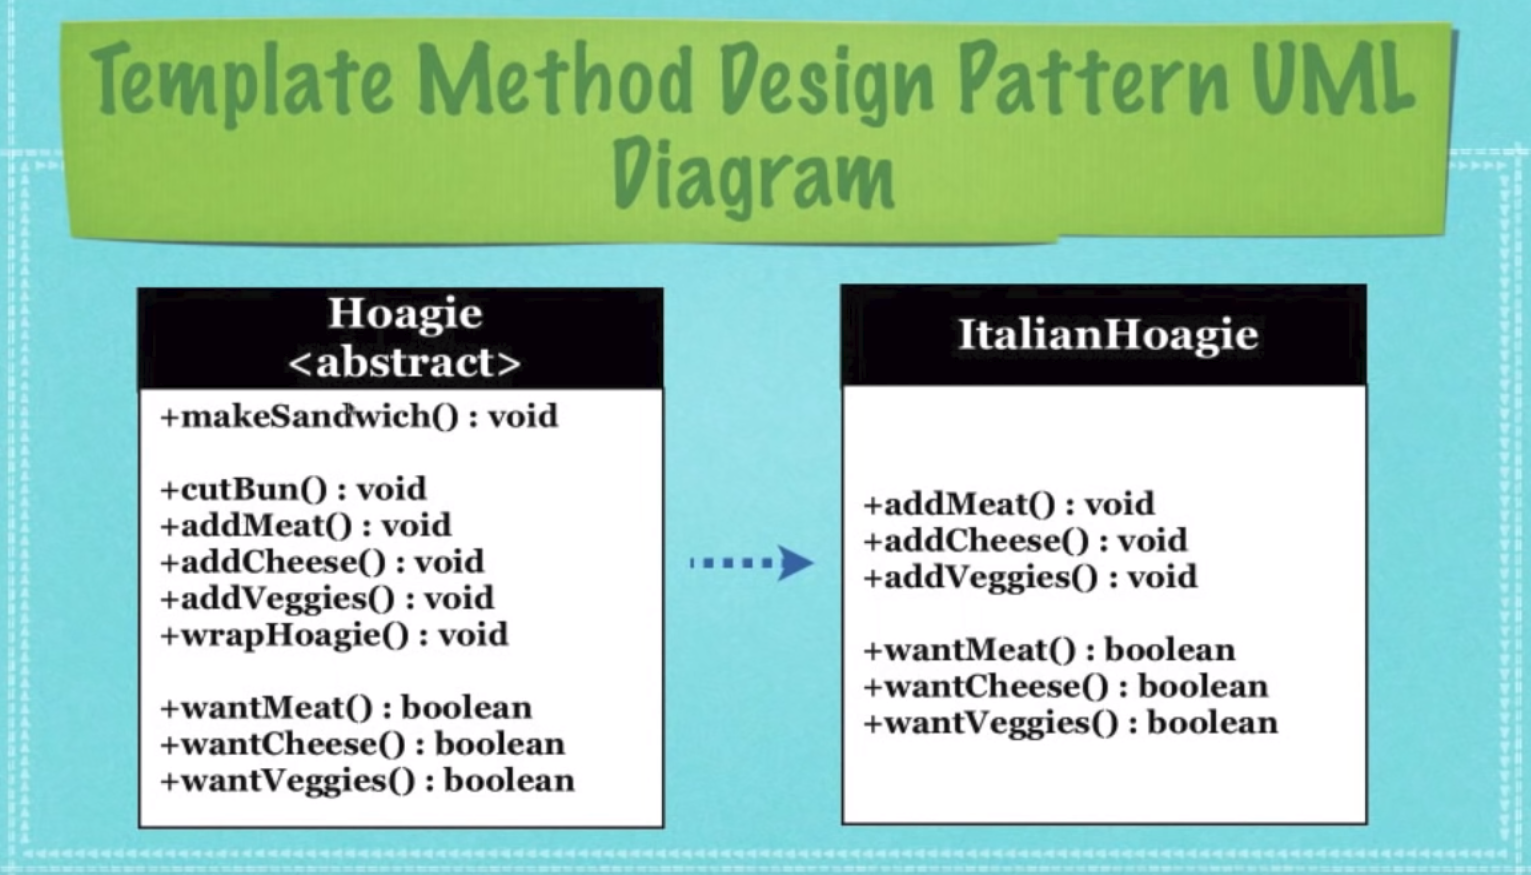 Template Method Design Pattern UML
Diagram
Hoagie
<abstract>
+makeSandwich() : void
+cutBun() : void
+addMeat() : void
+addCheese() : void
+addVeggies() : void
+wrapHoagie() : void
+wantMeat() : boolean
+wantCheese() : boolean
+wantVeggies() : boolean
ItalianHoagie
+addMeat() : void
+addCheese() : void
+addVeggies() : void
+wantMeat() : boolean
+wantCheese() : boolean
+wantVeggies() : boolean